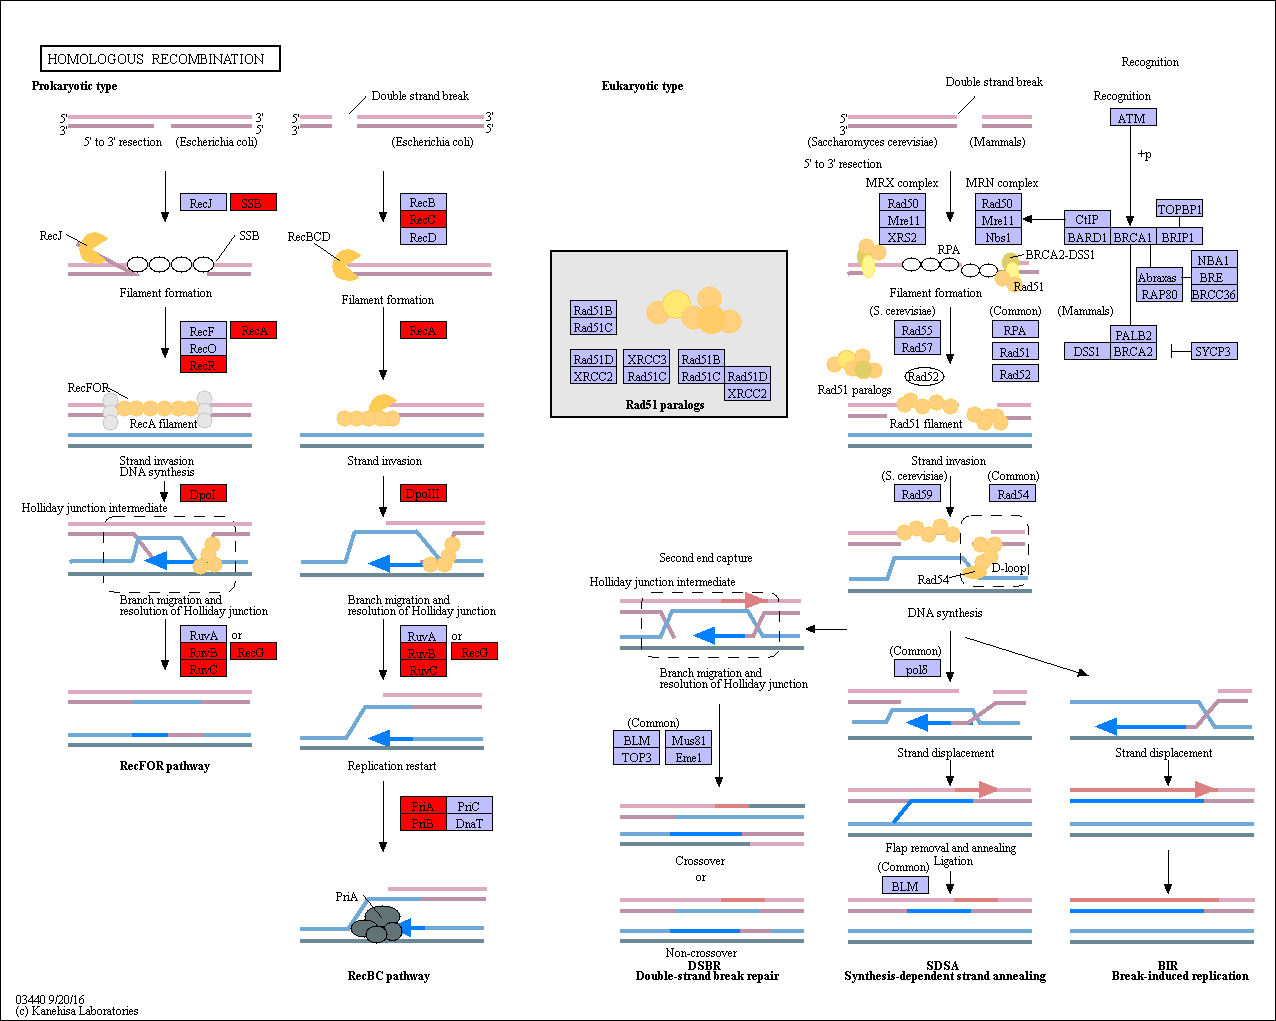 HOMOLOGOUS RECOMBINATION
Prokaryotic type
5'
3'
3'
5'
5' to 3' resection
(Escherichia coli)
RecJ
SSB
RecJ
SSB
Filament formation
RecF
RecA
RecO
RecR
RecFOR
RecA filament
Strand invasion
DNA synthesis
DpoI
Holliday junction intermediate
Branch migration and
resolution of Holliday junction
RuvA
or
RuvB
RecG
RuvC
RecFOR pathway
Double strand break
5'
3'
3'
5'
(Escherichia coli)
RecB
RecC
RecD
RecBCD
Filament formation
RecA
Strand invasion
DpoIII
Branch migration and
resolution of Holliday junction
RuvA
or
RuvB
RecG
RuvC
Replication restart
PriA
PriC
PriB
DnaT
PriA
RecBC pathway
Eukaryotic type
Rad51B
Rad51C
Rad51D
XRCC2
XRCC3
Rad51C
Rad51B
Rad51C
Rad51D
XRCC2
Rad51 paralogs
Double strand break
5'
3'
(Saccharomyces cerevisiae)
(Mammals)
5' to 3' resection
MRX complex
MRN complex
Rad50
Mre11
XRS2
Rad50
Mre11
Nbs1
RPA
BRCA2-DSS1
Rad51
Filament formation
(S. cerevisiae)
(Common)
Rad55
Rad57
RPA
Rad51
Rad52
Rad52
Rad51 paralogs
Rad51 filament
Strand invasion
(S. cerevisiae)
(Common)
Rad59
Rad54
D-loop
Rad54
DNA synthesis
Recognition
Recognition
ATM
+p
CtIP
TOPBP1
BARD1
BRCA1
BRIP1
Abraxas
RAP80
NBA1
BRE
BRCC36
(Mammals)
PALB2
DSS1
BRCA2
SYCP3
Second end capture
Holliday junction intermediate
Branch migration and
resolution of Holliday junction
(Common)
BLM
Mus81
TOP3
Eme1
Crossover
or
Non-crossover
DSBR
Double-strand break repair
(Common)
polδ
Strand displacement
Flap removal and annealing
Ligation
(Common)
BLM
SDSA
Synthesis-dependent strand annealing
Strand displacement
BIR
Break-induced replication
03440 9/20/16
(c) Kanehisa Laboratories